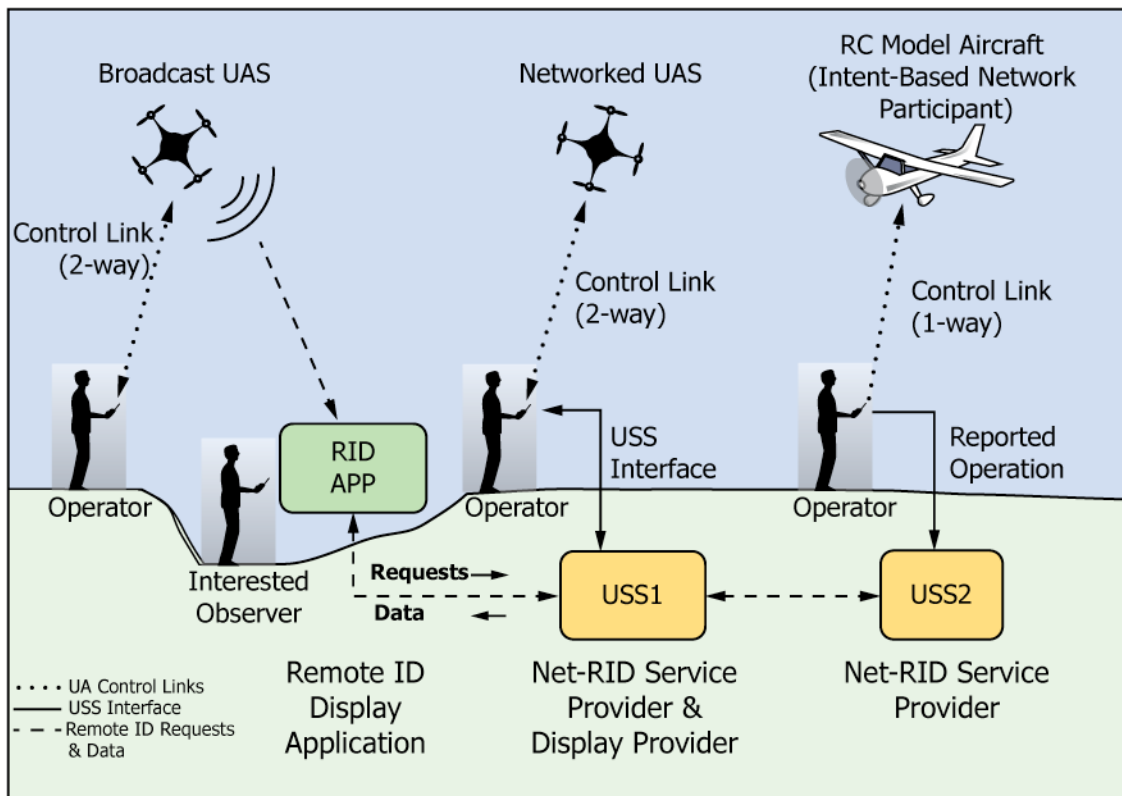 Broadcast UAS
Networked UAS
RC Model Aircraft
(Intent-Based Network
Participant)
Control Link
(2-way)
Control Link
(2-way)
Control Link
(1-way)
RID
APP
USS
Interface
Reported
Operation
Operator
Operator
Operator
Interested
Observer
Requests
Data
USS1
USS2
Remote ID
Display
Application
Net-RID Service
Provider &
Display Provider
Net-RID Service
Provider
UA Control Links
USS Interface
Remote ID Requests
& Data